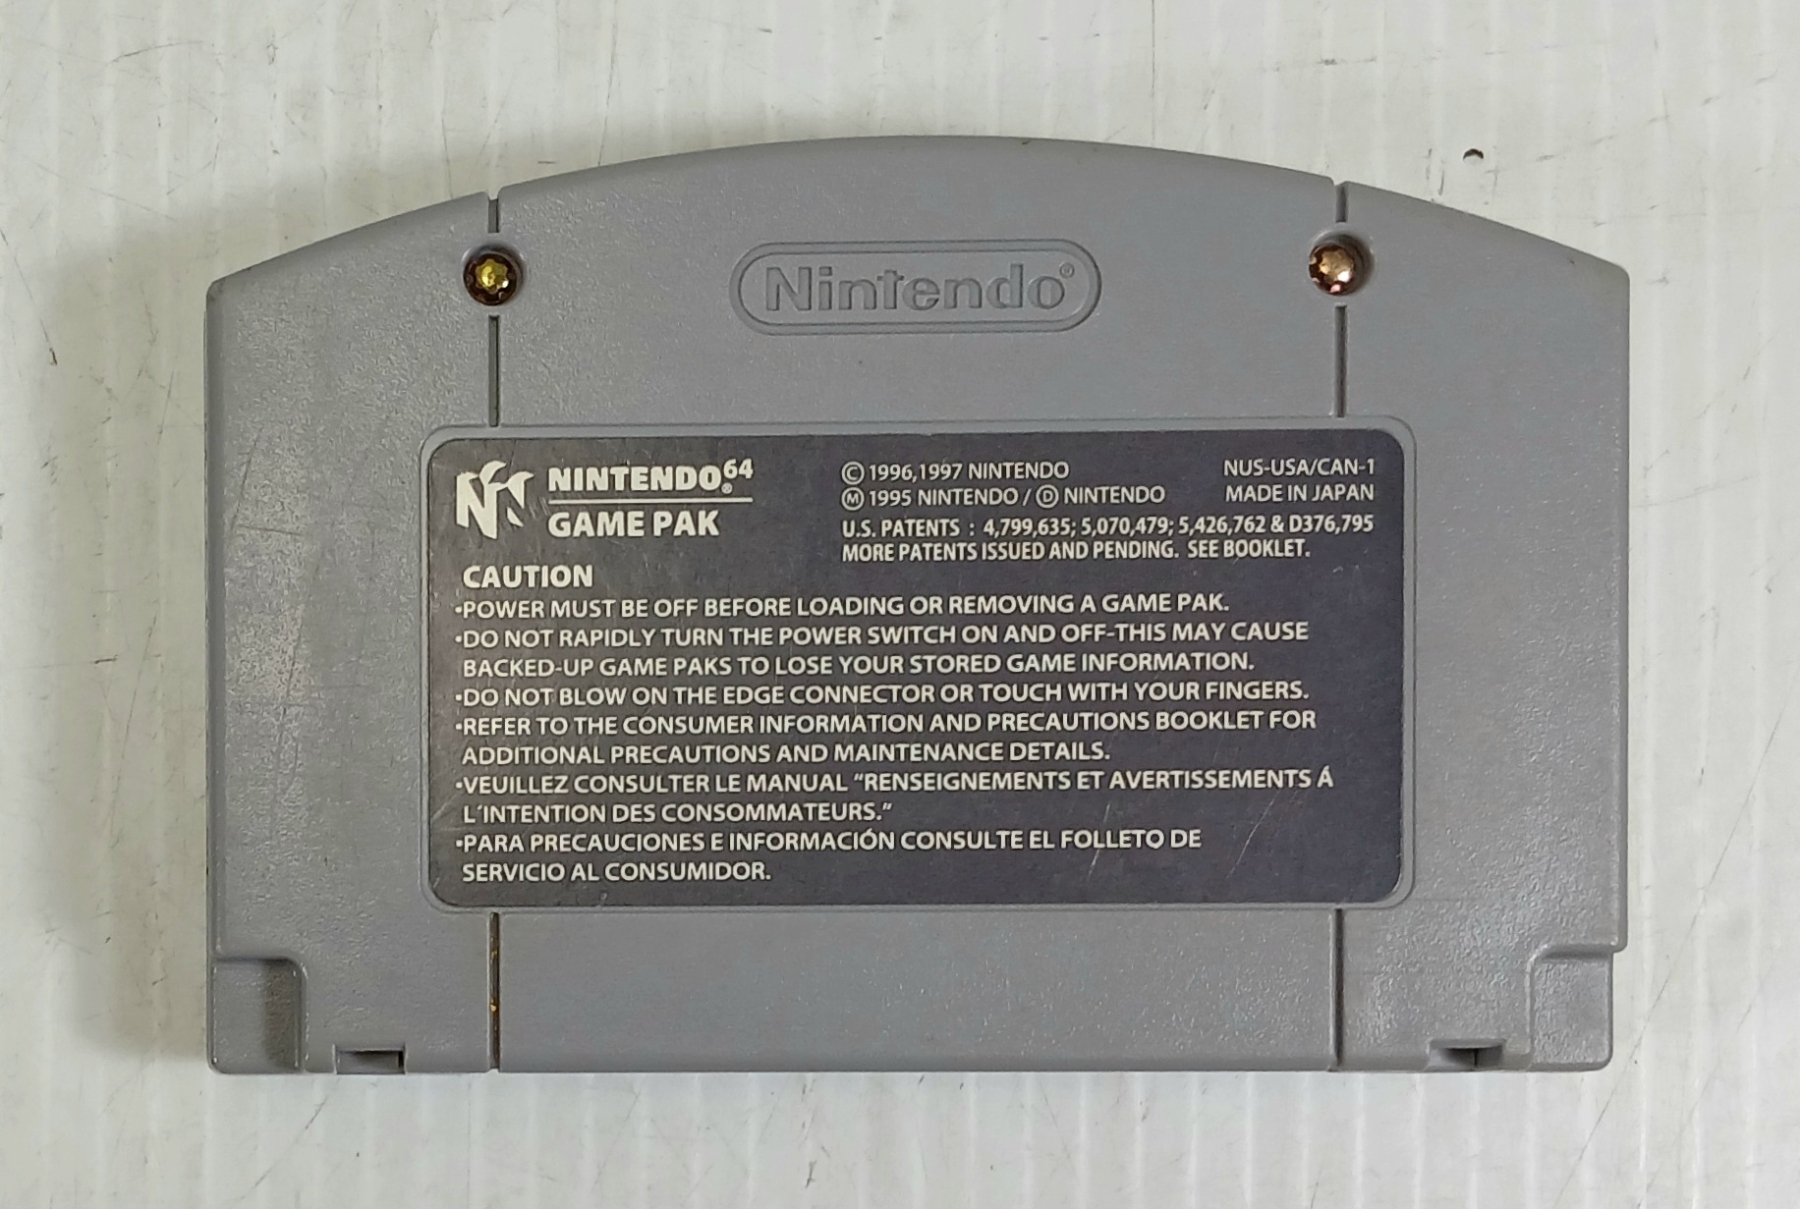 Nintendo®
NINTENDO®64
GAME PAK
© 1996,1997 NINTENDO
NUS-USA/CAN-1
Ⓜ 1995 NINTENDO / Ⓓ NINTENDO
MADE IN JAPAN
U.S. PATENTS : 4,799,635; 5,070,479; 5,426,762 & D376,795
MORE PATENTS ISSUED AND PENDING. SEE BOOKLET.
CAUTION
·POWER MUST BE OFF BEFORE LOADING OR REMOVING A GAME PAK.
·DO NOT RAPIDLY TURN THE POWER SWITCH ON AND OFF-THIS MAY CAUSE
BACKED-UP GAME PAKS TO LOSE YOUR STORED GAME INFORMATION.
·DO NOT BLOW ON THE EDGE CONNECTOR OR TOUCH WITH YOUR FINGERS.
·REFER TO THE CONSUMER INFORMATION AND PRECAUTIONS BOOKLET FOR
ADDITIONAL PRECAUTIONS AND MAINTENANCE DETAILS.
·VEUILLEZ CONSULTER LE MANUAL “RENSEIGNEMENTS ET AVERTISSEMENTS Á
L´INTENTION DES CONSOMMATEURS.”
·PARA PRECAUCIONES E INFORMACIÓN CONSULTE EL FOLLETO DE
SERVICIO AL CONSUMIDOR.